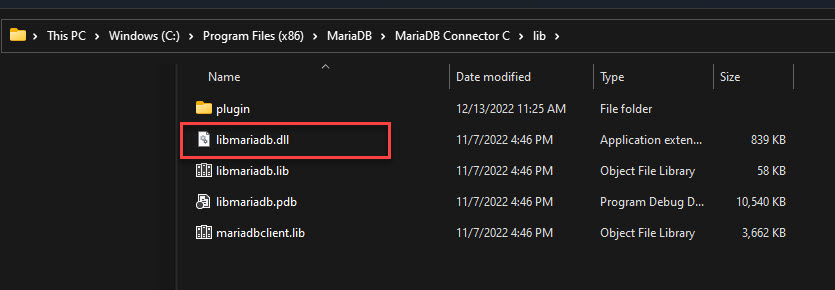 This PC > Windows (C:) > Program Files (x86) > MariaDB > MariaDB Connector C > lib >
Name Date modified Type Size
plugin 12/13/2022 11:25 AM File folder
libmariadb.dll 11/7/2022 4:46 PM Application exten... 839 KB
libmariadb.lib 11/7/2022 4:46 PM Object File Library 58 KB
libmariadb.pdb 11/7/2022 4:46 PM Program Debug D... 10,540 KB
mariadbclient.lib 11/7/2022 4:46 PM Object File Library 3,662 KB